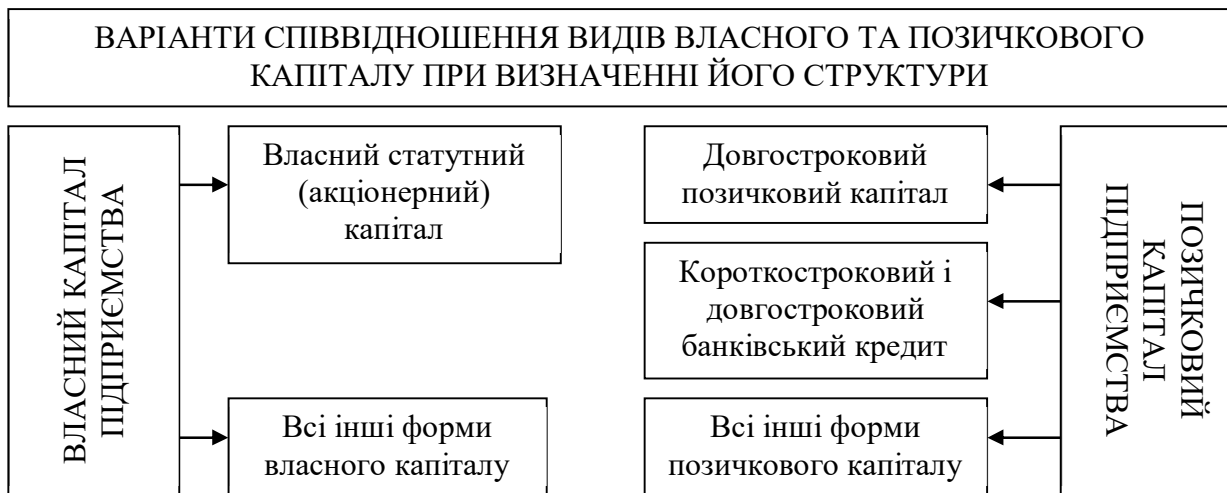 ВАРІАНТИ СПІВВІДНОШЕННЯ ВИДІВ ВЛАСНОГО ТА ПОЗИЧКОВОГО
КАПІТАЛУ ПРИ ВИЗНАЧЕННІ ЙОГО СТРУКТУРИ
ВЛАСНИЙ КАПІТАЛ
ПІДПРИЄМСТВА
Власний статутний
(акціонерний)
капітал
Всі інші форми
власного капіталу
Довгостроковий
позичковий капітал
Короткостроковий і
довгостроковий
банківський кредит
Всі інші форми
позичкового капіталу
ПОЗИЧКОВИЙ
КАПІТАЛ
ПІДПРИЄМСТВА